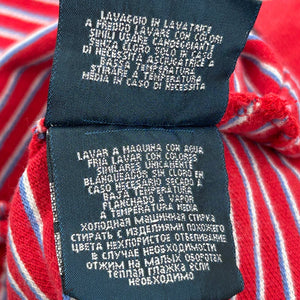 LAVAGGIO IN LAVATRICE
A FREDDO LAVARE CON COLORI
SIMILI USARE CANDEGGIANTE
SENZA CLORO SOLO IN CASO
DI NECESSITA ASCIUGATRICE A
BASSA TEMPERATURA
STIRARE A TEMPERATURA
MEDIA IN CASO DI NECESSITA
LAVAR A MAQUINA CON AGUA
FRIA LAVAR CON COLORES
SIMILARES UNIQUEMENT
BLANQUEADOR SIN CLORO EN
CASO NECESARIO SECADO A
BAJA TEMPERATURA
PLANCHADO A VAPOR
A TEMPERATURA MEDIA
ХОЛОДНАЯ МАШИННАЯ СТИРКА
СТИРАТЬ С ИЗДЕЛИЯМИ ПОХОЖЕГО
ЦВЕТА НЕХЛОРИСТОЕ ОТБЕЛИВАНИЕ
В СЛУЧАЕ НЕОБХОДИМОСТИ
ОТЖИМ НА МАЛЫХ ОБОРОТАХ
ТЕПЛАЯ ГЛАЖКА ЕСЛИ
НЕОБХОДИМО